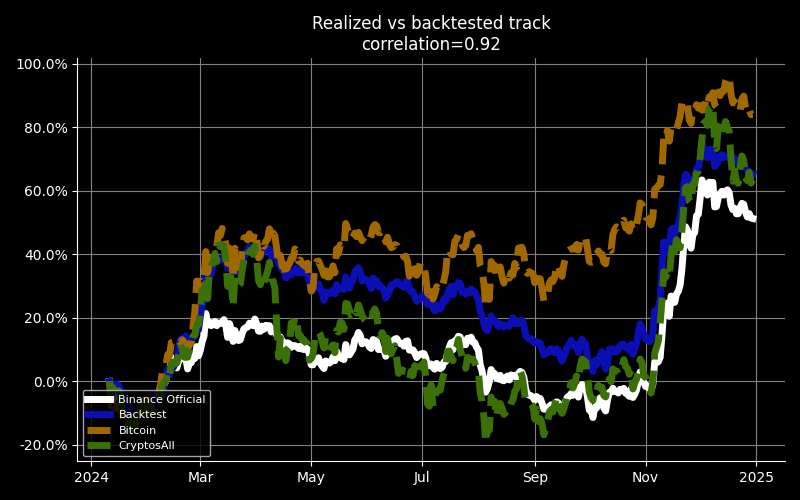 Realized vs backtested track
correlation=0.92
100.0%
80.0%
60.0%
40.0%
20.0%
0.0%
-20.0%
Binance Official
Backtest
Bitcoin
CryptosAll
2024 Mar May Jul Sep Nov 2025